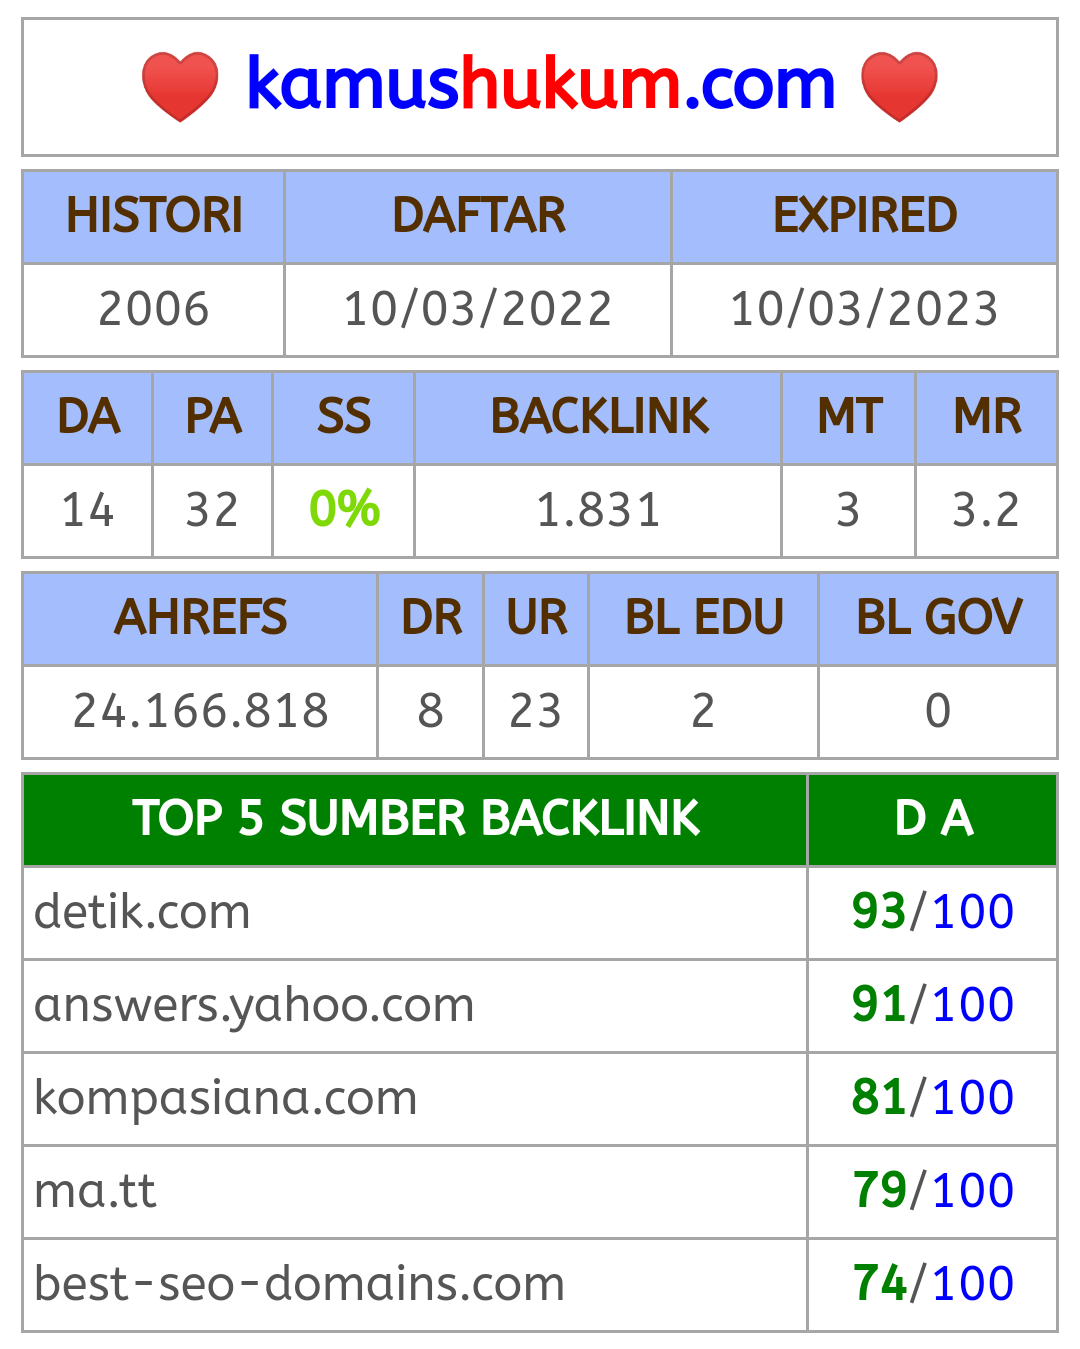 kamushukum.com
HISTORI DAFTAR EXPIRED
2006 10/03/2022 10/03/2023
DA PA SS BACKLINK MT MR
14 32 0% 1.831 3 3.2
AHREFS DR UR BL EDU BL GOV
24.166.818 8 23 2 0
TOP 5 SUMBER BACKLINK D A
detik.com 93/100
answers.yahoo.com 91/100
kompasiana.com 81/100
ma.tt 79/100
best-seo-domains.com 74/100